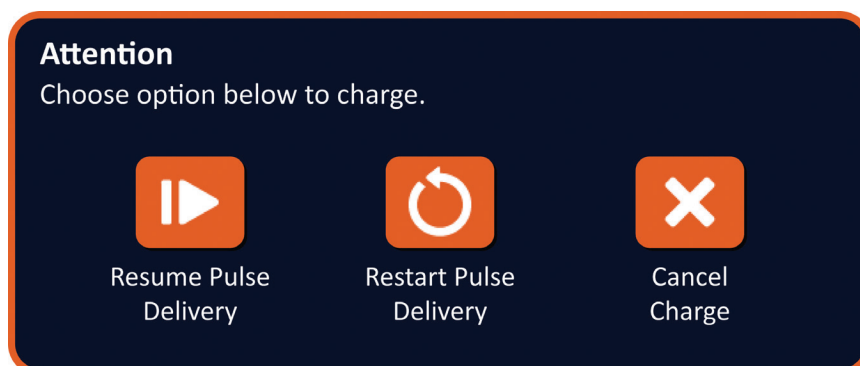 Attention
Choose option below to charge.
Resume Pulse
Delivery
Restart Pulse
Delivery
Cancel
Charge